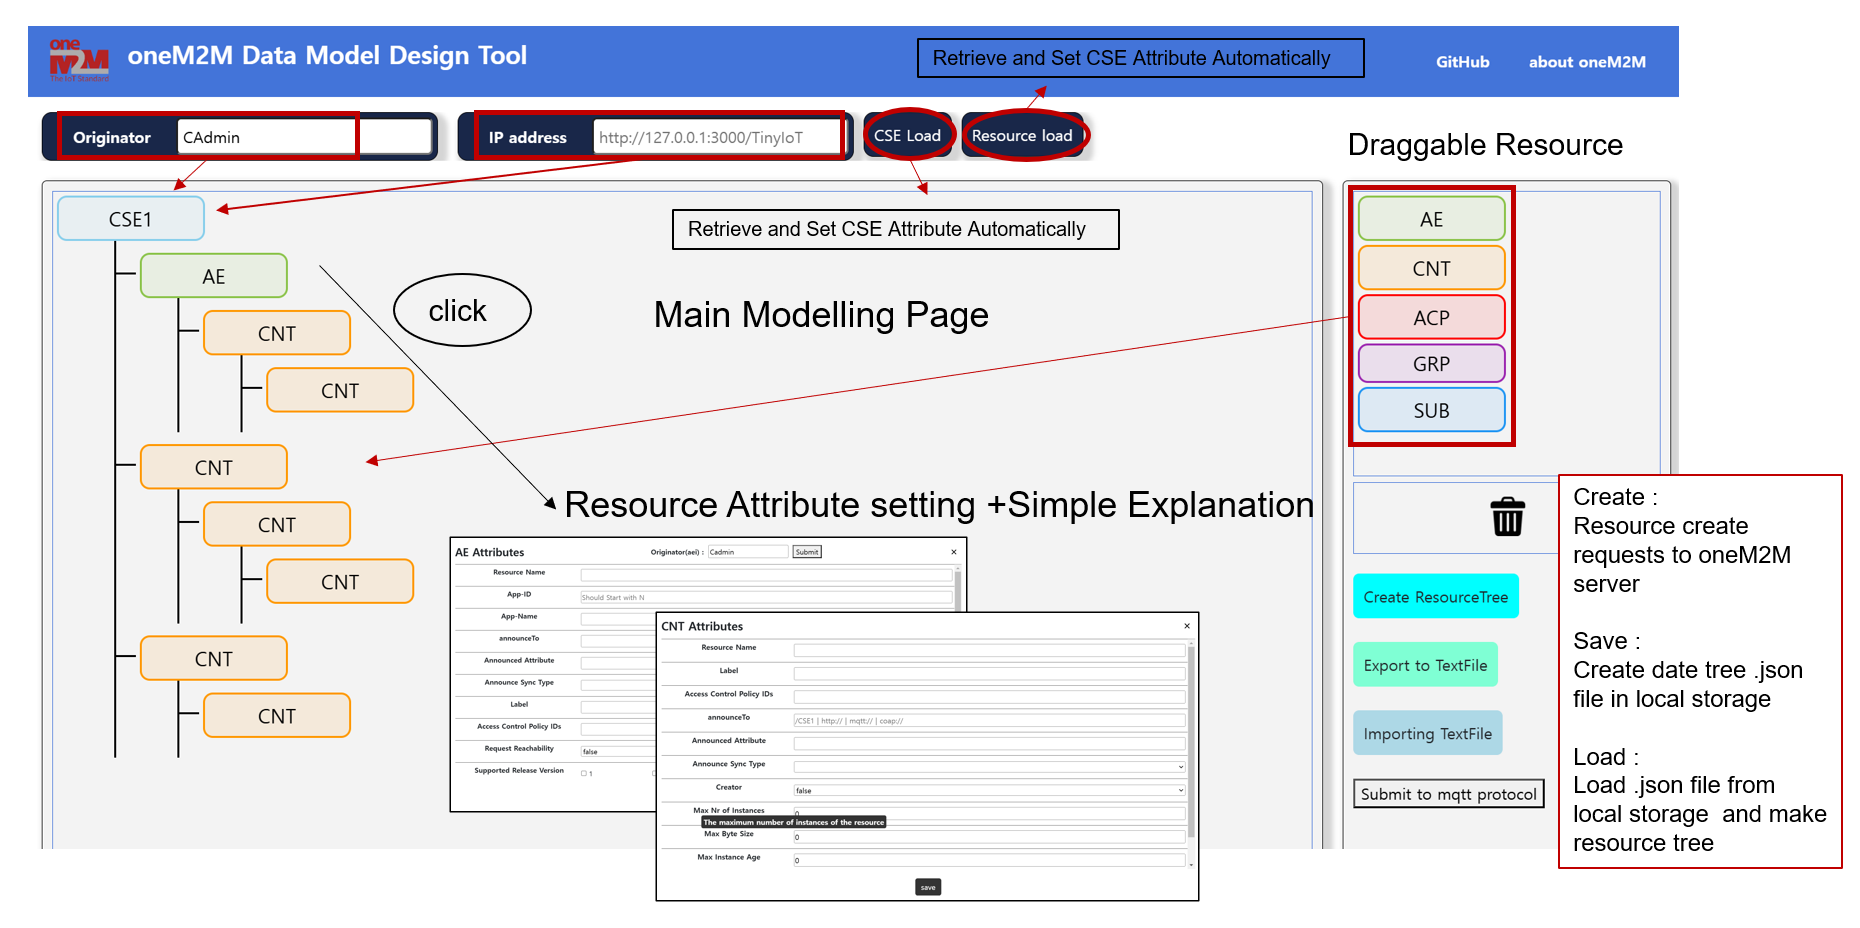 one
M2M
The IoT Standard
oneM2M Data Model Design Tool
Retrieve and Set CSE Attribute Automatically
GitHub
about oneM2M
Originator
CAdmin
IP address
http://127.0.0.1:3000/TinyIoT
CSE Load
Resource load
Draggable Resource
CSE1
Retrieve and Set CSE Attribute Automatically
AE
CNT
CNT
CNT
CNT
CNT
CNT
CNT
click
Main Modelling Page
Resource Attribute setting +Simple Explanation
AE
CNT
ACP
GRP
SUB
AE Attributes
Originator(aei) :
Cadmin
Submit
×
Resource Name
App-ID
Should Start with N
App-Name
announceTo
Announced Attribute
Announce Sync Type
Label
Access Control Policy IDs
Request Reachability
false
Supported Release Version
1
CNT Attributes
×
Resource Name
Label
Access Control Policy IDs
announceTo
/CSE1 | http:// | mqtt:// | coap://
Announced Attribute
Announce Sync Type
Creator
false
Max Nr of Instances
0
The maximum number of instances of the resource
Max Byte Size
0
Max Instance Age
0
save
Create ResourceTree
Export to TextFile
Importing TextFile
Submit to mqtt protocol
Create :
Resource create
requests to oneM2M
server
Save :
Create date tree .json
file in local storage
Load :
Load .json file from
local storage  and make
resource tree